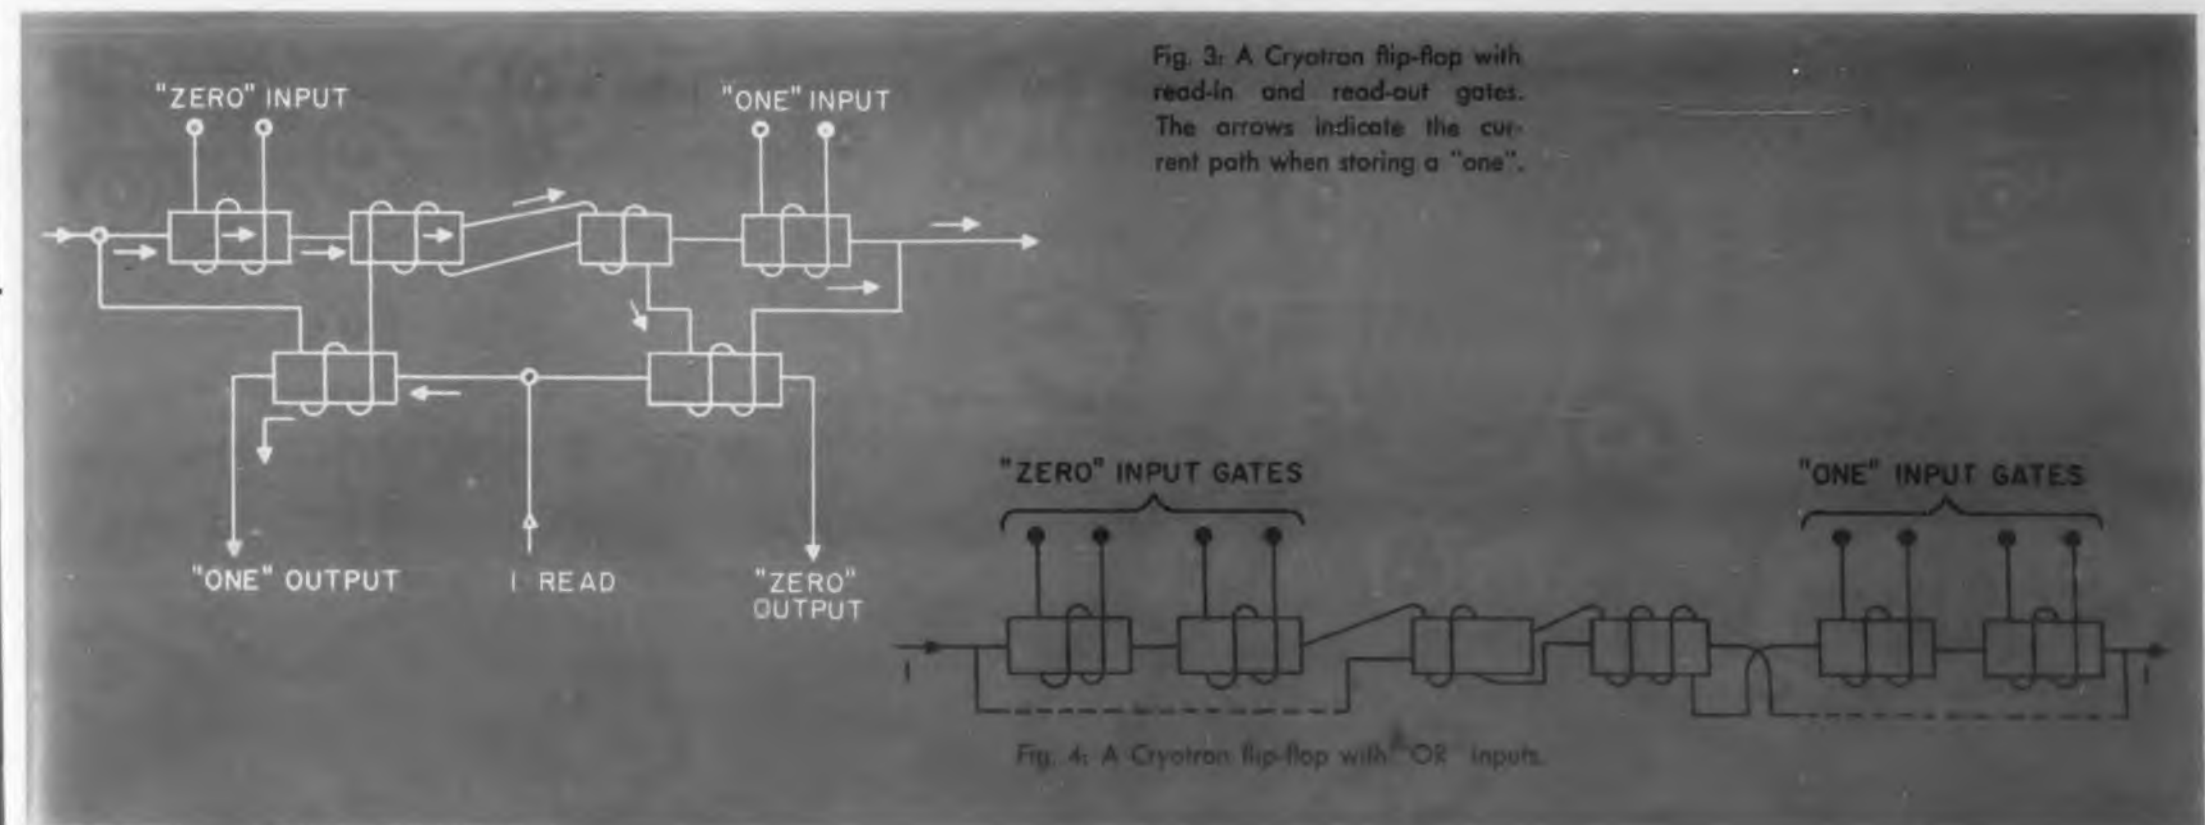 Fig. 3: A Cryotron flip-flop with
read-in and read-out gates.
The arrows indicate the cur-
rent path when storing a "one".
"ZERO" INPUT
"ONE" INPUT
"ONE" OUTPUT
I READ
"ZERO"
OUTPUT
"ZERO" INPUT GATES
"ONE" INPUT GATES
I
I
Fig. 4: A Cryotron flip-flop with "OR" inputs.